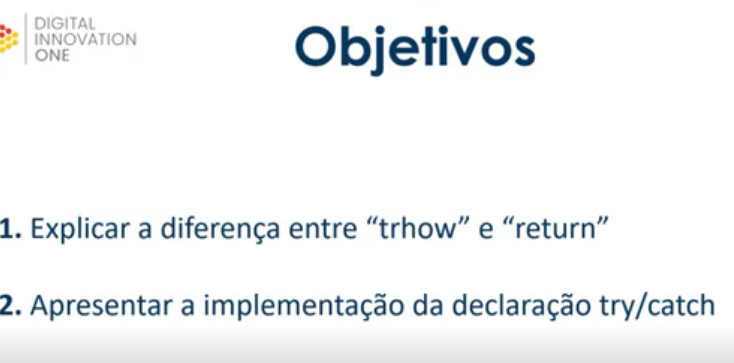 DIGITAL
INNOVATION
ONE
Objetivos
1. Explicar a diferença entre “trhow” e “return”
2. Apresentar a implementação da declaração try/catch